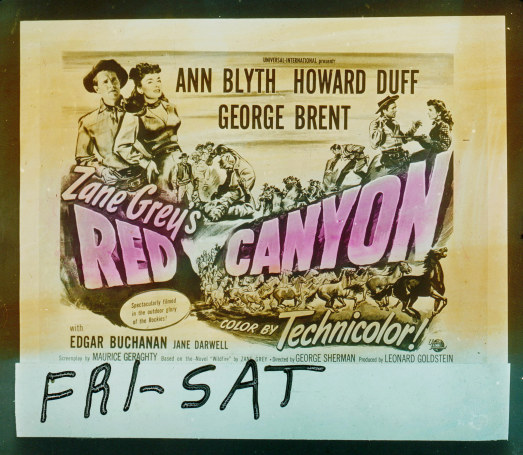 UNIVERSAL-INTERNATIONAL presents
ANN BLYTH HOWARD DUFF
GEORGE BRENT
Zane Grey's
RED CANYON
Spectacularly filmed
in the outdoor glory
of the Rockies!
COLOR BY Technicolor!
with
EDGAR BUCHANAN JANE DARWELL
Screenplay by MAURICE GERAGHTY Based on the Novel "Wildfire" by ZANE GREY • Directed by GEORGE SHERMAN Produced by LEONARD GOLDSTEIN
FRI-SAT